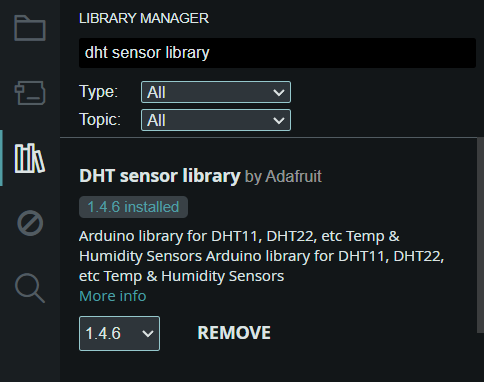 LIBRARY MANAGER
dht sensor library
Type: All
Topic: All
DHT sensor library by Adafruit
1.4.6 installed
Arduino library for DHT11, DHT22, etc Temp &
Humidity Sensors Arduino library for DHT11, DHT22,
etc Temp & Humidity Sensors
More info
1.4.6 REMOVE